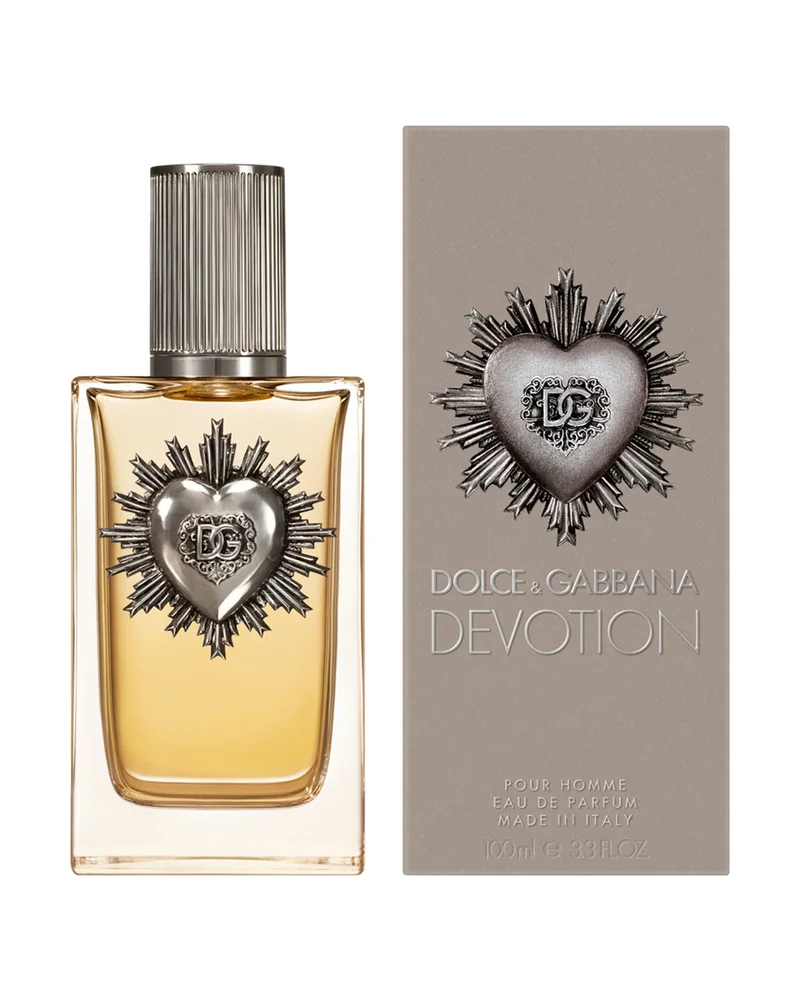 DG
DG
DOLCE & GABBANA
DEVOTION
POUR HOMME
EAU DE PARFUM
MADE IN ITALY
100ml ℮ 3.3 FL.OZ.